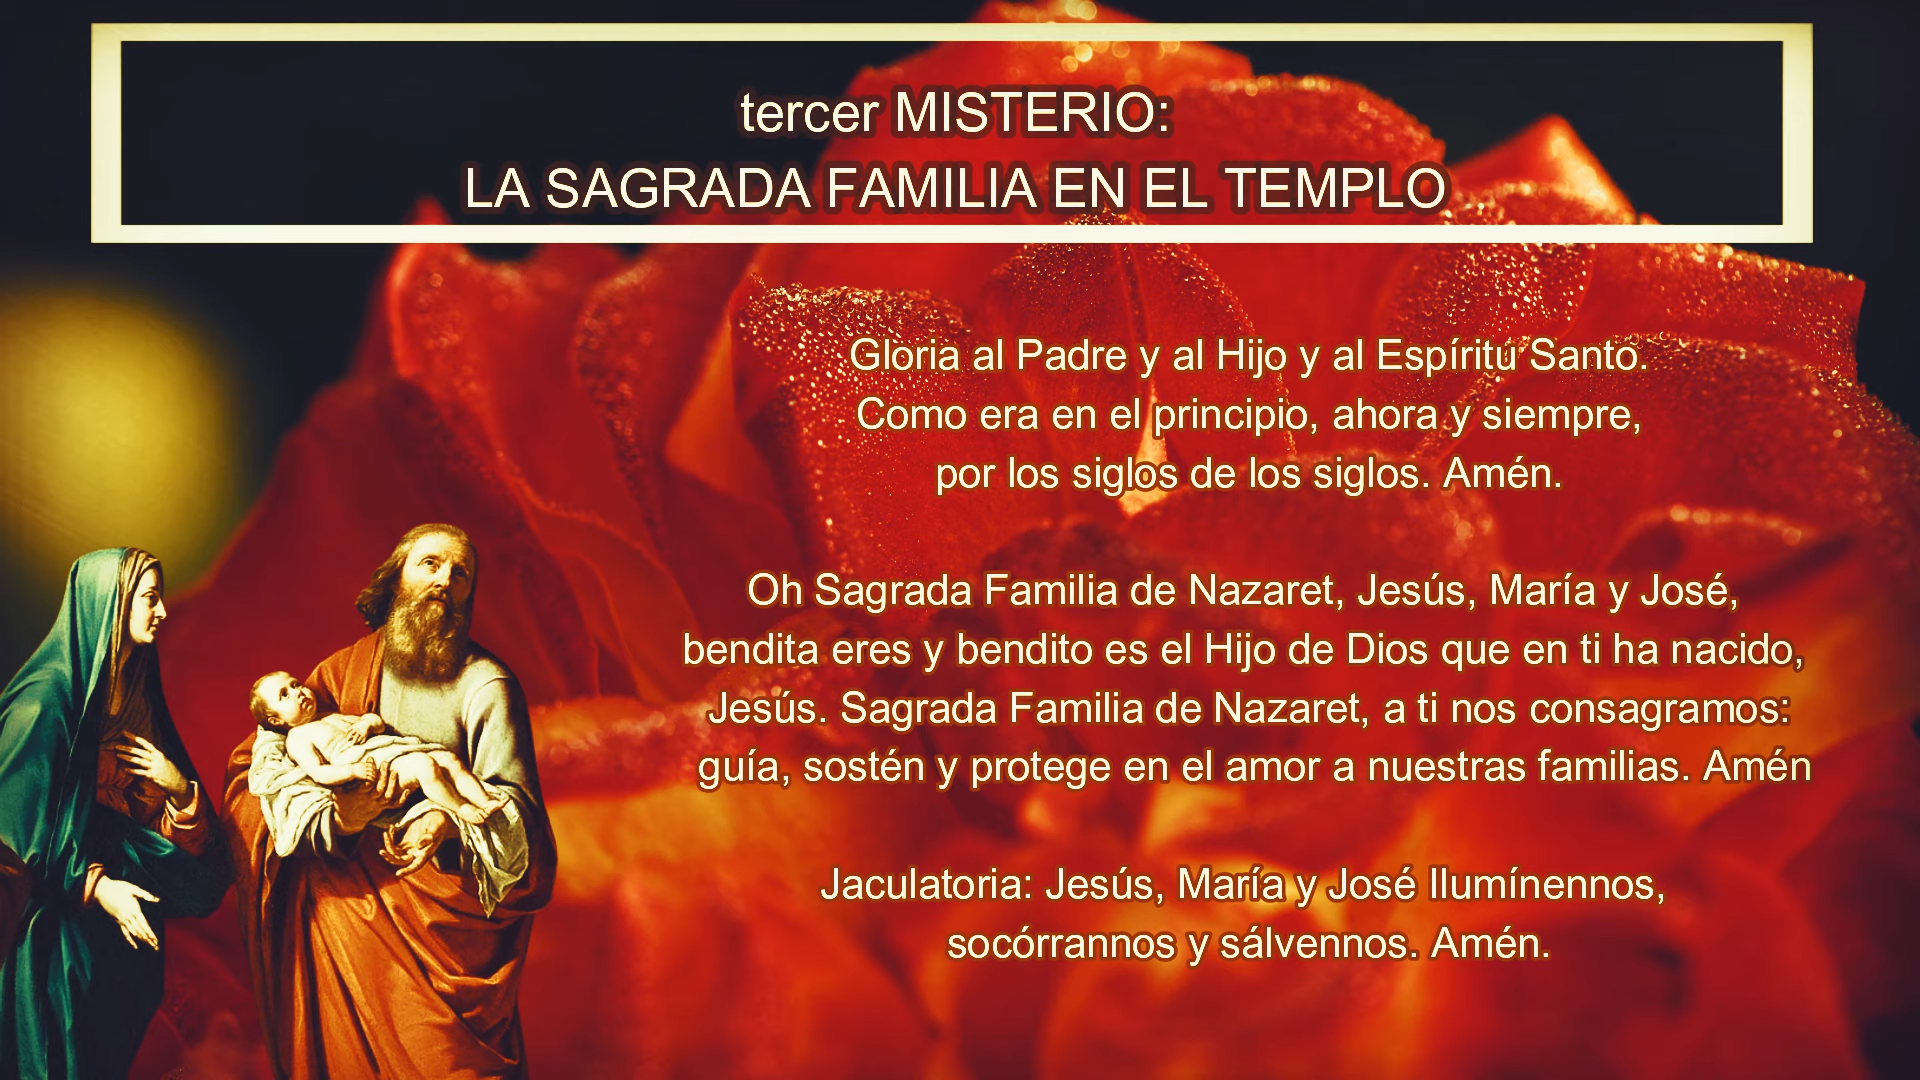 tercer MISTERIO:
LA SAGRADA FAMILIA EN EL TEMPLO
Gloria al Padre y al Hijo y al Espíritu Santo.
Como era en el principio, ahora y siempre,
por los siglos de los siglos. Amén.
Oh Sagrada Familia de Nazaret, Jesús, María y José,
bendita eres y bendito es el Hijo de Dios que en ti ha nacido,
Jesús. Sagrada Familia de Nazaret, a ti nos consagramos:
guía, sostén y protege en el amor a nuestras familias. Amén
Jaculatoria: Jesús, María y José Ilumínennos,
socórrannos y sálvennos. Amén.